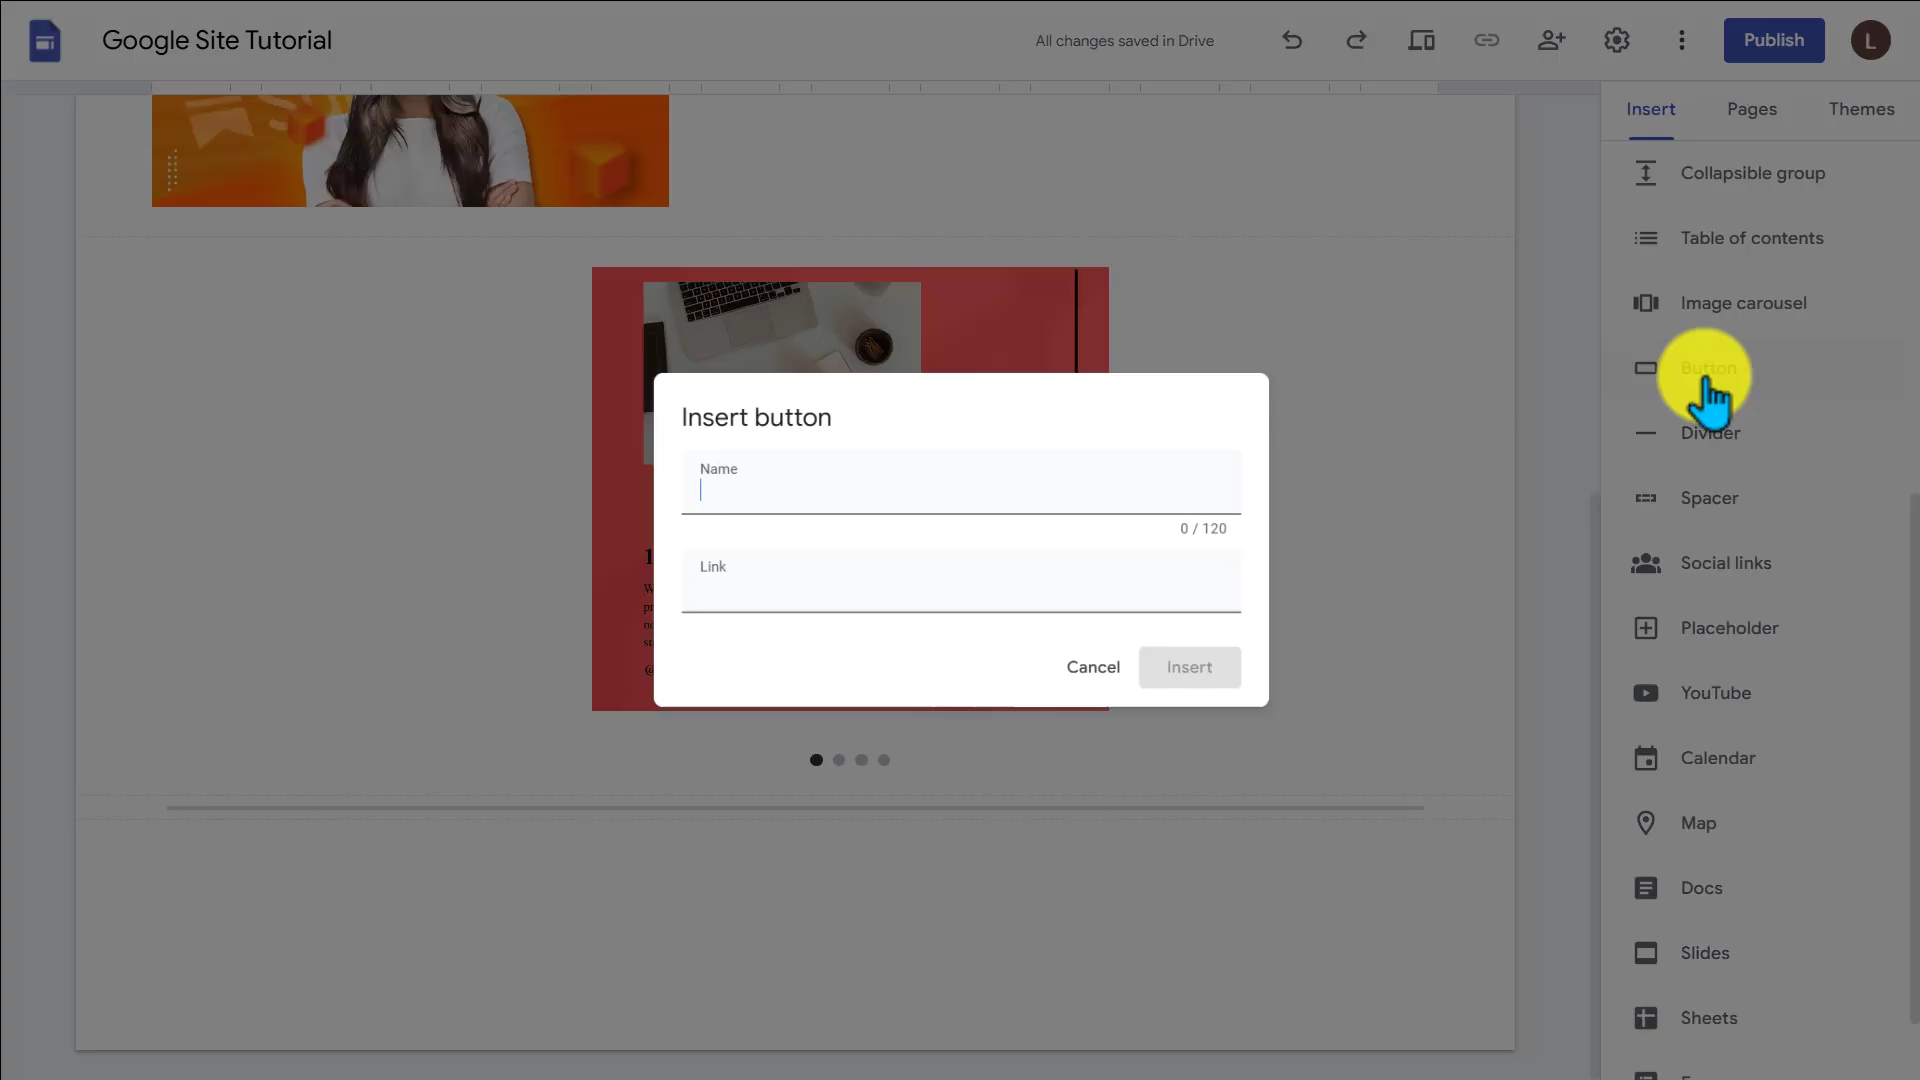 Google Site Tutorial
All changes saved in Drive
Publish
L
Insert
Pages
Themes
Collapsible group
Table of contents
Image carousel
Button
Divider
Spacer
Social links
Placeholder
YouTube
Calendar
Map
Docs
Slides
Sheets
Insert button
Name
0 / 120
Link
Cancel
Insert